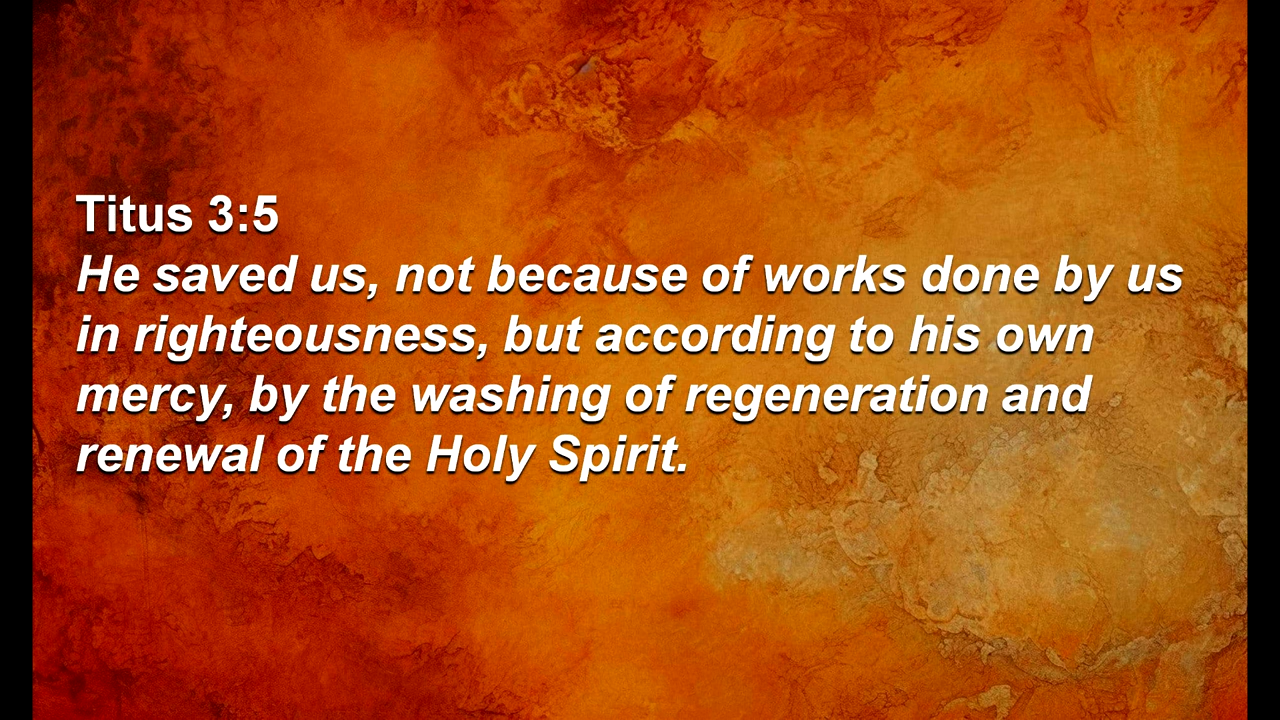 Titus 3:5
He saved us, not because of works done by us
in righteousness, but according to his own
mercy, by the washing of regeneration and
renewal of the Holy Spirit.